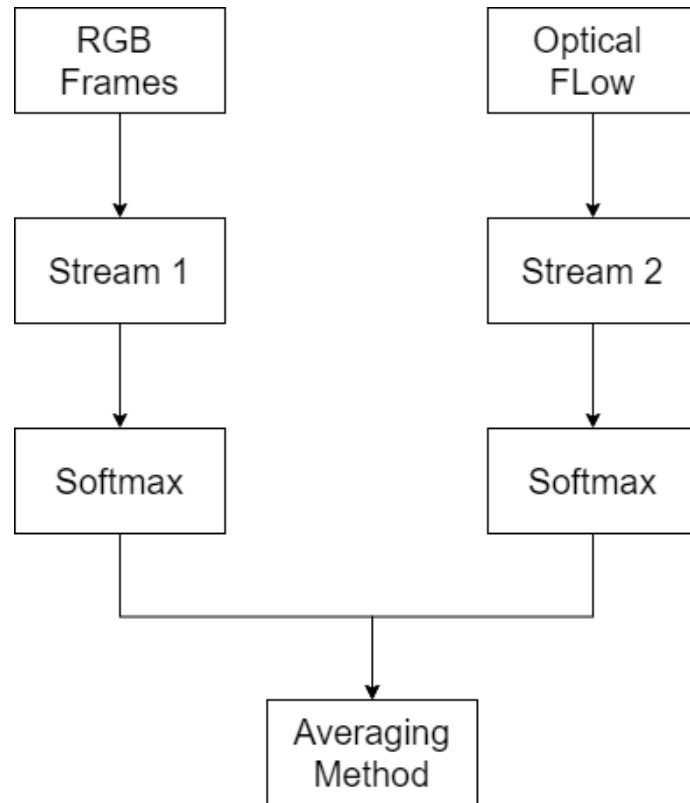 RGB
Frames
Optical
FLow
Stream 1
Stream 2
Softmax
Softmax
Averaging
Method